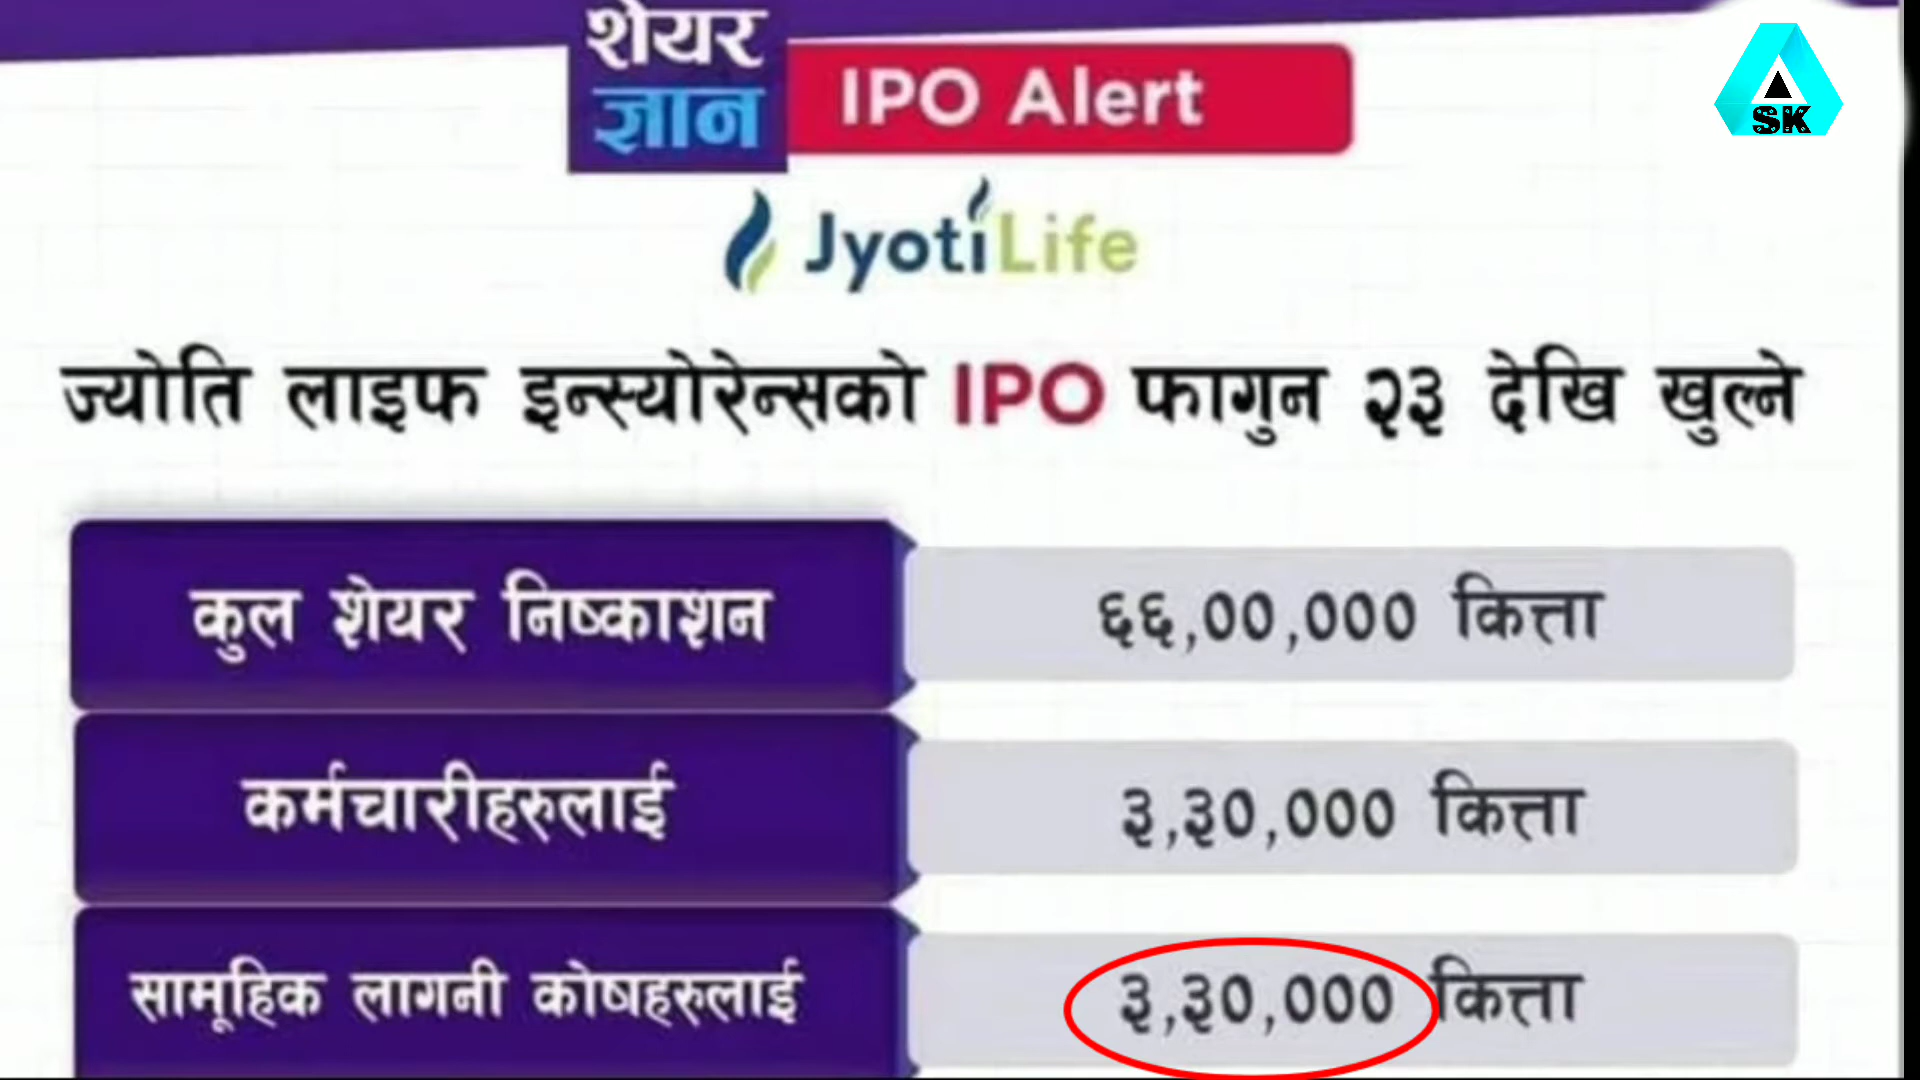 शेयर
ज्ञान
IPO Alert
SK
JyotiLife
ज्योति लाइफ इन्स्योरेन्सको IPO फागुन २३ देखि खुल्ने
कुल शेयर निष्काशन ६६,००,००० कित्ता
कर्मचारीहरुलाई ३,३०,००० कित्ता
सामूहिक लागनी कोषहरुलाई ३,३०,००० कित्ता